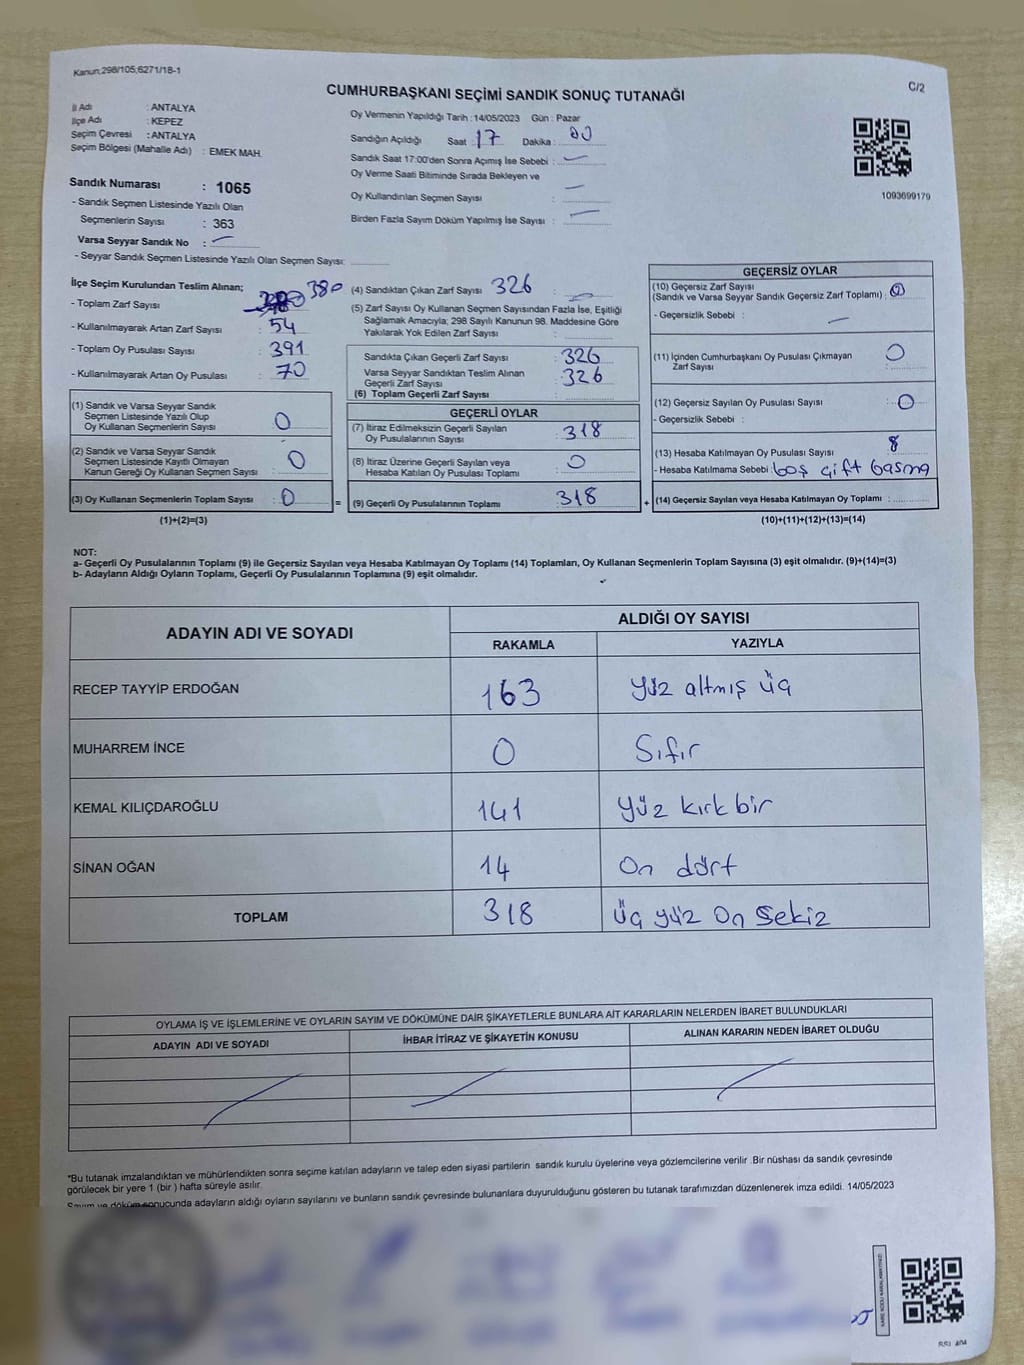 Kanun;298/105;6271/18-1
C/2
CUMHURBAŞKANI SEÇİMİ SANDIK SONUÇ TUTANAĞI
İl Adı : ANTALYA
İlçe Adı : KEPEZ
Seçim Çevresi : ANTALYA
Seçim Bölgesi (Mahalle Adı) : EMEK MAH.
Oy Vermenin Yapıldığı Tarih : 14/05/2023 Gün : Pazar
Sandığın Açıldığı Saat : 17 Dakika :
Sandık Saat 17:00'den Sonra Açımış İse Sebebi :
Oy Verme Saati Bitiminde Sırada Bekleyen ve
Oy Kullandırılan Seçmen Sayısı :
Birden Fazla Sayım Döküm Yapılmış İse Sayısı :
1093699179
Sandık Numarası : 1065
- Sandık Seçmen Listesinde Yazılı Olan
Seçmenlerin Sayısı : 363
Varsa Seyyar Sandık No :
- Seyyar Sandık Seçmen Listesinde Yazılı Olan Seçmen Sayısı:
İlçe Seçim Kurulundan Teslim Alınan;
- Toplam Zarf Sayısı : 380
- Kullanılmayarak Artan Zarf Sayısı : 54
- Toplam Oy Pusulası Sayısı : 391
- Kullanılmayarak Artan Oy Pusulası : 70
(1) Sandık ve Varsa Seyyar Sandık
Seçmen Listesinde Yazılı Olup
Oy Kullanan Seçmenlerin Sayısı : 0
(2) Sandık ve Varsa Seyyar Sandık
Seçmen Listesinde Kayıtlı Olmayan
Kanun Gereği Oy Kullanan Seçmen Sayısı : 0
(3) Oy Kullanan Seçmenlerin Toplam Sayısı : 0
(1)+(2)=(3)
=
(4) Sandıktan Çıkan Zarf Sayısı 326 :
(5) Zarf Sayısı Oy Kullanan Seçmen Sayısından Fazla İse, Eşitliği
Sağlamak Amacıyla; 298 Sayılı Kanunun 98. Maddesine Göre
Yakılarak Yok Edilen Zarf Sayısı :
Sandıkta Çıkan Geçerli Zarf Sayısı : 326
Varsa Seyyar Sandıktan Teslim Alınan
Geçerli Zarf Sayısı : 326
(6) Toplam Geçerli Zarf Sayısı :
GEÇERLİ OYLAR
(7) İtiraz Edilmeksizin Geçerli Sayılan
Oy Pusulalarının Sayısı : 318
(8) İtiraz Üzerine Geçerli Sayılan veya
Hesaba Katılan Oy Pusulası Toplamı : 0
(9) Geçerli Oy Pusulalarının Toplamı : 318
+
GEÇERSİZ OYLAR
(10) Geçersiz Zarf Sayısı
(Sandık ve Varsa Seyyar Sandık Geçersiz Zarf Toplamı) :
- Geçersizlik Sebebi :
(11) İçinden Cumhurbaşkanı Oy Pusulası Çıkmayan
Zarf Sayısı : 0
(12) Geçersiz Sayılan Oy Pusulası Sayısı : 0
- Geçersizlik Sebebi :
(13) Hesaba Katılmayan Oy Pusulası Sayısı : 8
- Hesaba Katılmama Sebebi : boş çift basma
(14) Geçersiz Sayılan veya Hesaba Katılmayan Oy Toplamı :
(10)+(11)+(12)+(13)=(14)
NOT:
a- Geçerli Oy Pusulalarının Toplamı (9) ile Geçersiz Sayılan veya Hesaba Katılmayan Oy Toplamı (14) Toplamları, Oy Kullanan Seçmenlerin Toplam Sayısına (3) eşit olmalıdır. (9)+(14)=(3)
b- Adayların Aldığı Oyların Toplamı, Geçerli Oy Pusulalarının Toplamına (9) eşit olmalıdır.
ADAYIN ADI VE SOYADI
ALDIĞI OY SAYISI
RAKAMLA YAZIYLA
RECEP TAYYİP ERDOĞAN 163 yüz altmış üç
MUHARREM İNCE 0 Sıfır
KEMAL KILIÇDAROĞLU 141 yüz kırk bir
SİNAN OĞAN 14 On dört
TOPLAM 318 üç yüz On sekiz
OYLAMA İŞ VE İŞLEMLERİNE VE OYLARIN SAYIM VE DÖKÜMÜNE DAİR ŞİKAYETLERLE BUNLARA AİT KARARLARIN NELERDEN İBARET BULUNDUKLARI
ADAYIN ADI VE SOYADI İHBAR İTİRAZ VE ŞİKAYETİN KONUSU ALINAN KARARIN NEDEN İBARET OLDUĞU
*Bu tutanak imzalandıktan ve mühürlendikten sonra seçime katılan adayların ve talep eden siyasi partilerin sandık kurulu üyelerine veya gözlemcilerine verilir .Bir nüshası da sandık çevresinde
görülecek bir yere 1 (bir ) hafta süreyle asılır.
Sayım ve döküm sonucunda adayların aldığı oyların sayılarını ve bunların sandık çevresinde bulunanlara duyurulduğunu gösteren bu tutanak tarafımızdan düzenlenerek imza edildi. 14/05/2023